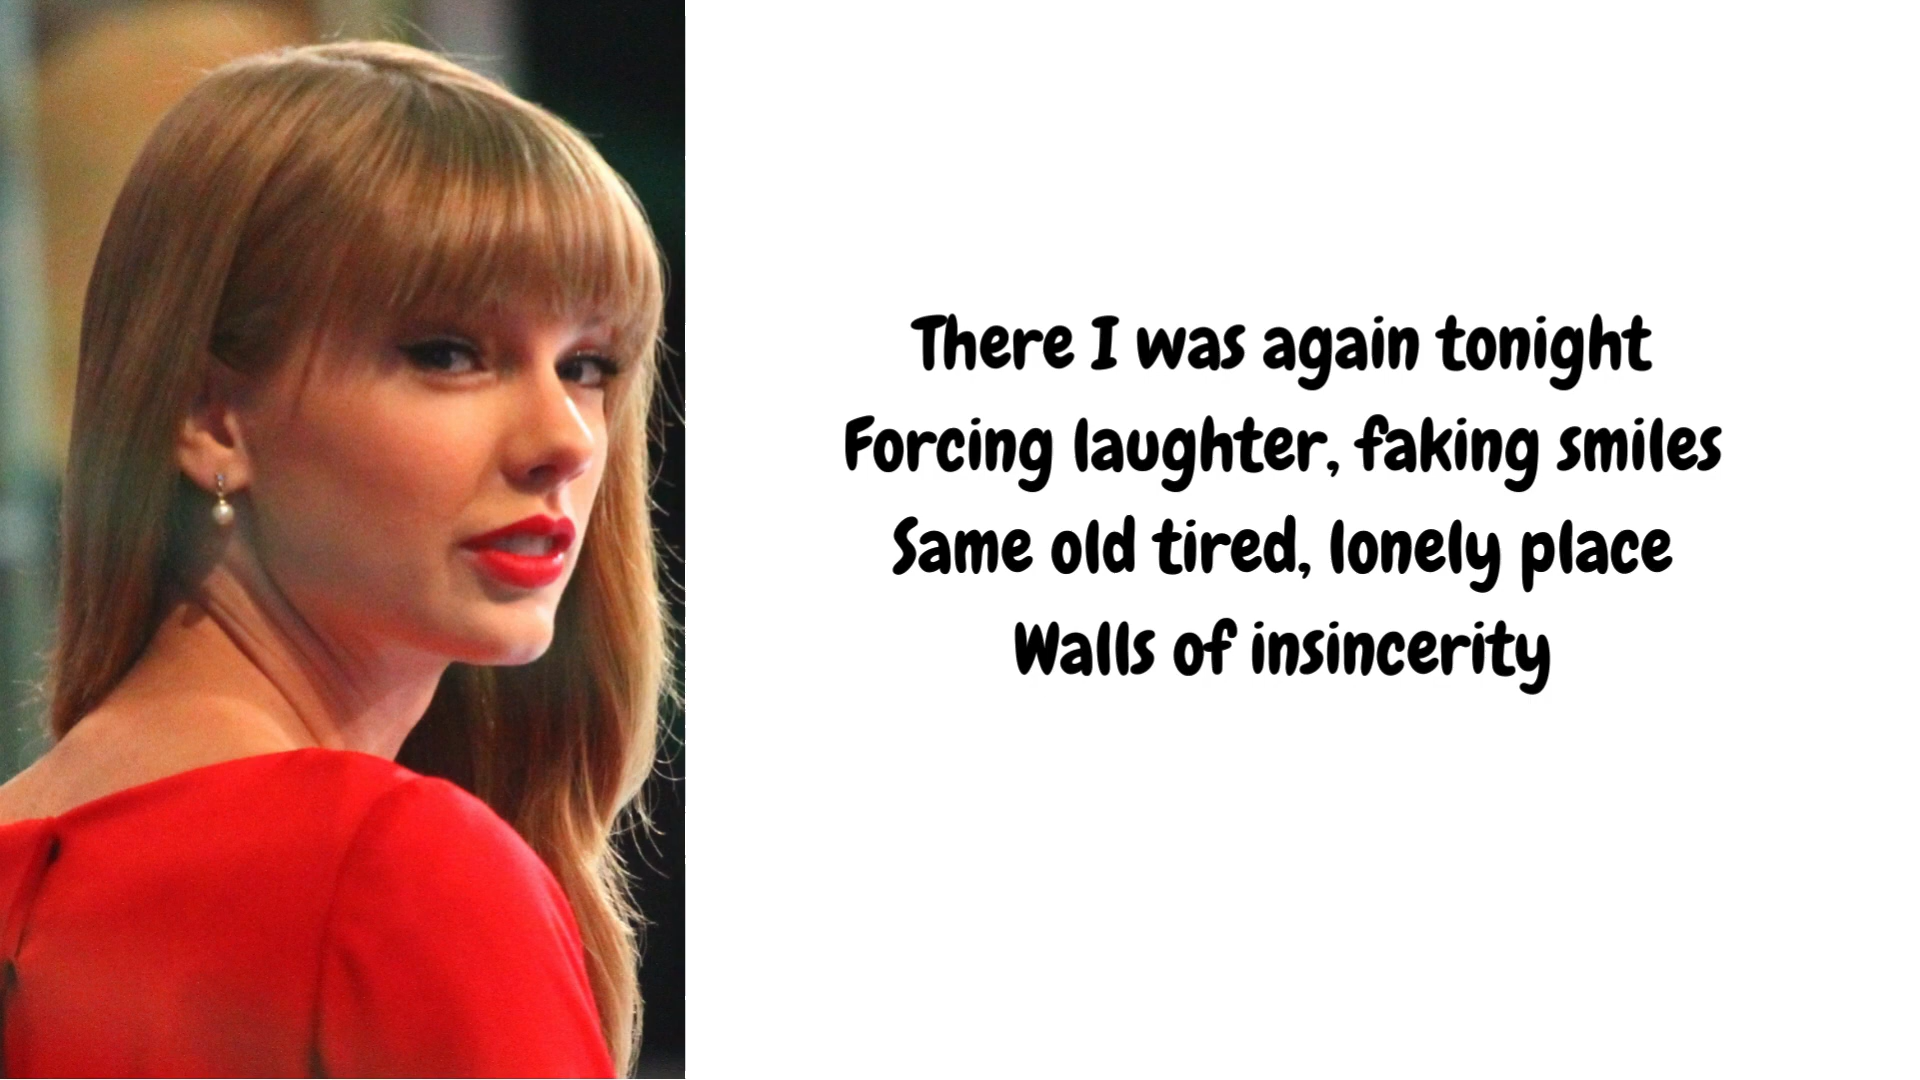 There I was again tonight
Forcing laughter, faking smiles
Same old tired, lonely place
Walls of insincerity